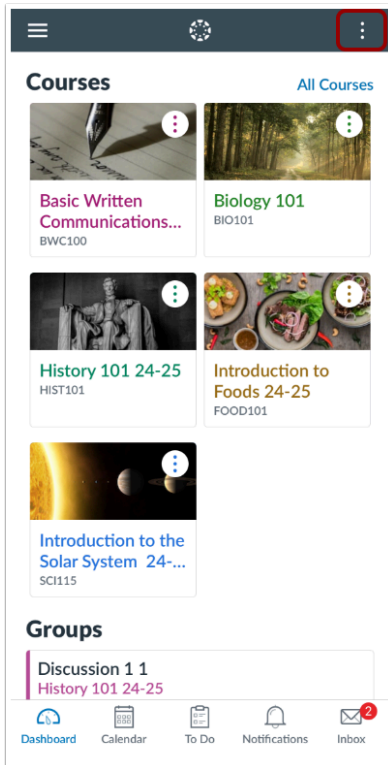 Courses
All Courses
Basic Written
Communications...
BWC100
Biology 101
BIO101
History 101 24-25
HIST101
Introduction to
Foods 24-25
FOOD101
Introduction to the
Solar System 24-...
SCI115
Groups
Discussion 1 1
History 101 24-25
2
Dashboard
Calendar
To Do
Notifications
Inbox